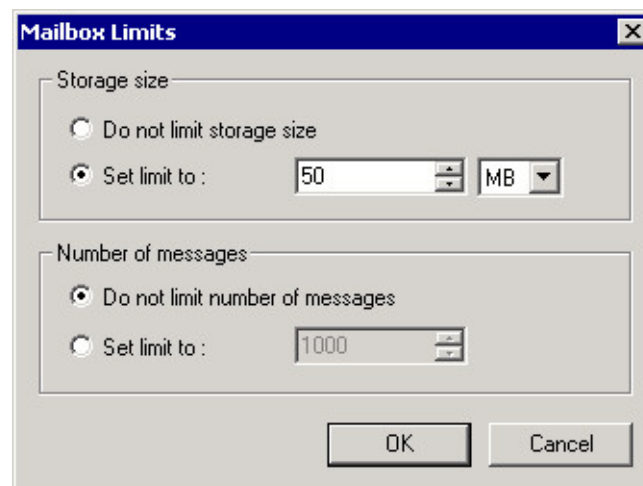 Mailbox Limits
Storage size
Do not limit storage size
Set limit to : 50 MB
Number of messages
Do not limit number of messages
Set limit to : 1000
OK Cancel